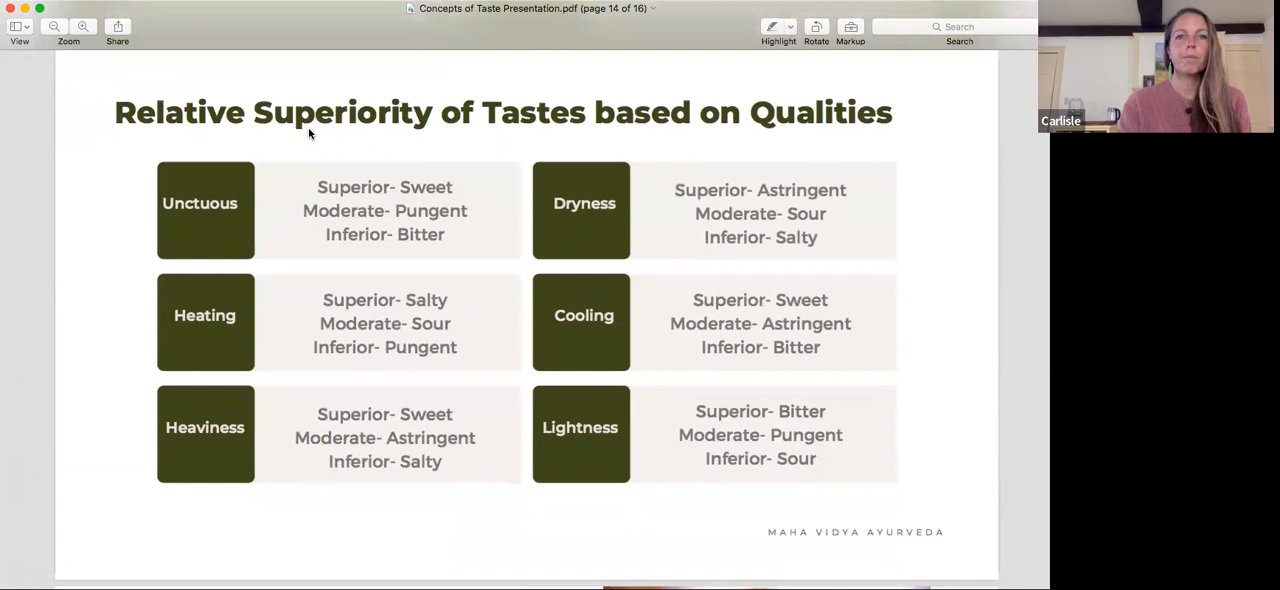 Concepts of Taste Presentation.pdf (page 14 of 16)
View
Zoom
Share
Highlight
Rotate
Markup
Search
Search
Carlisle
Relative Superiority of Tastes based on Qualities
Unctuous
Superior- Sweet
Moderate- Pungent
Inferior- Bitter
Dryness
Superior- Astringent
Moderate- Sour
Inferior- Salty
Heating
Superior- Salty
Moderate- Sour
Inferior- Pungent
Cooling
Superior- Sweet
Moderate- Astringent
Inferior- Bitter
Heaviness
Superior- Sweet
Moderate- Astringent
Inferior- Salty
Lightness
Superior- Bitter
Moderate- Pungent
Inferior- Sour
MAHA VIDYA AYURVEDA